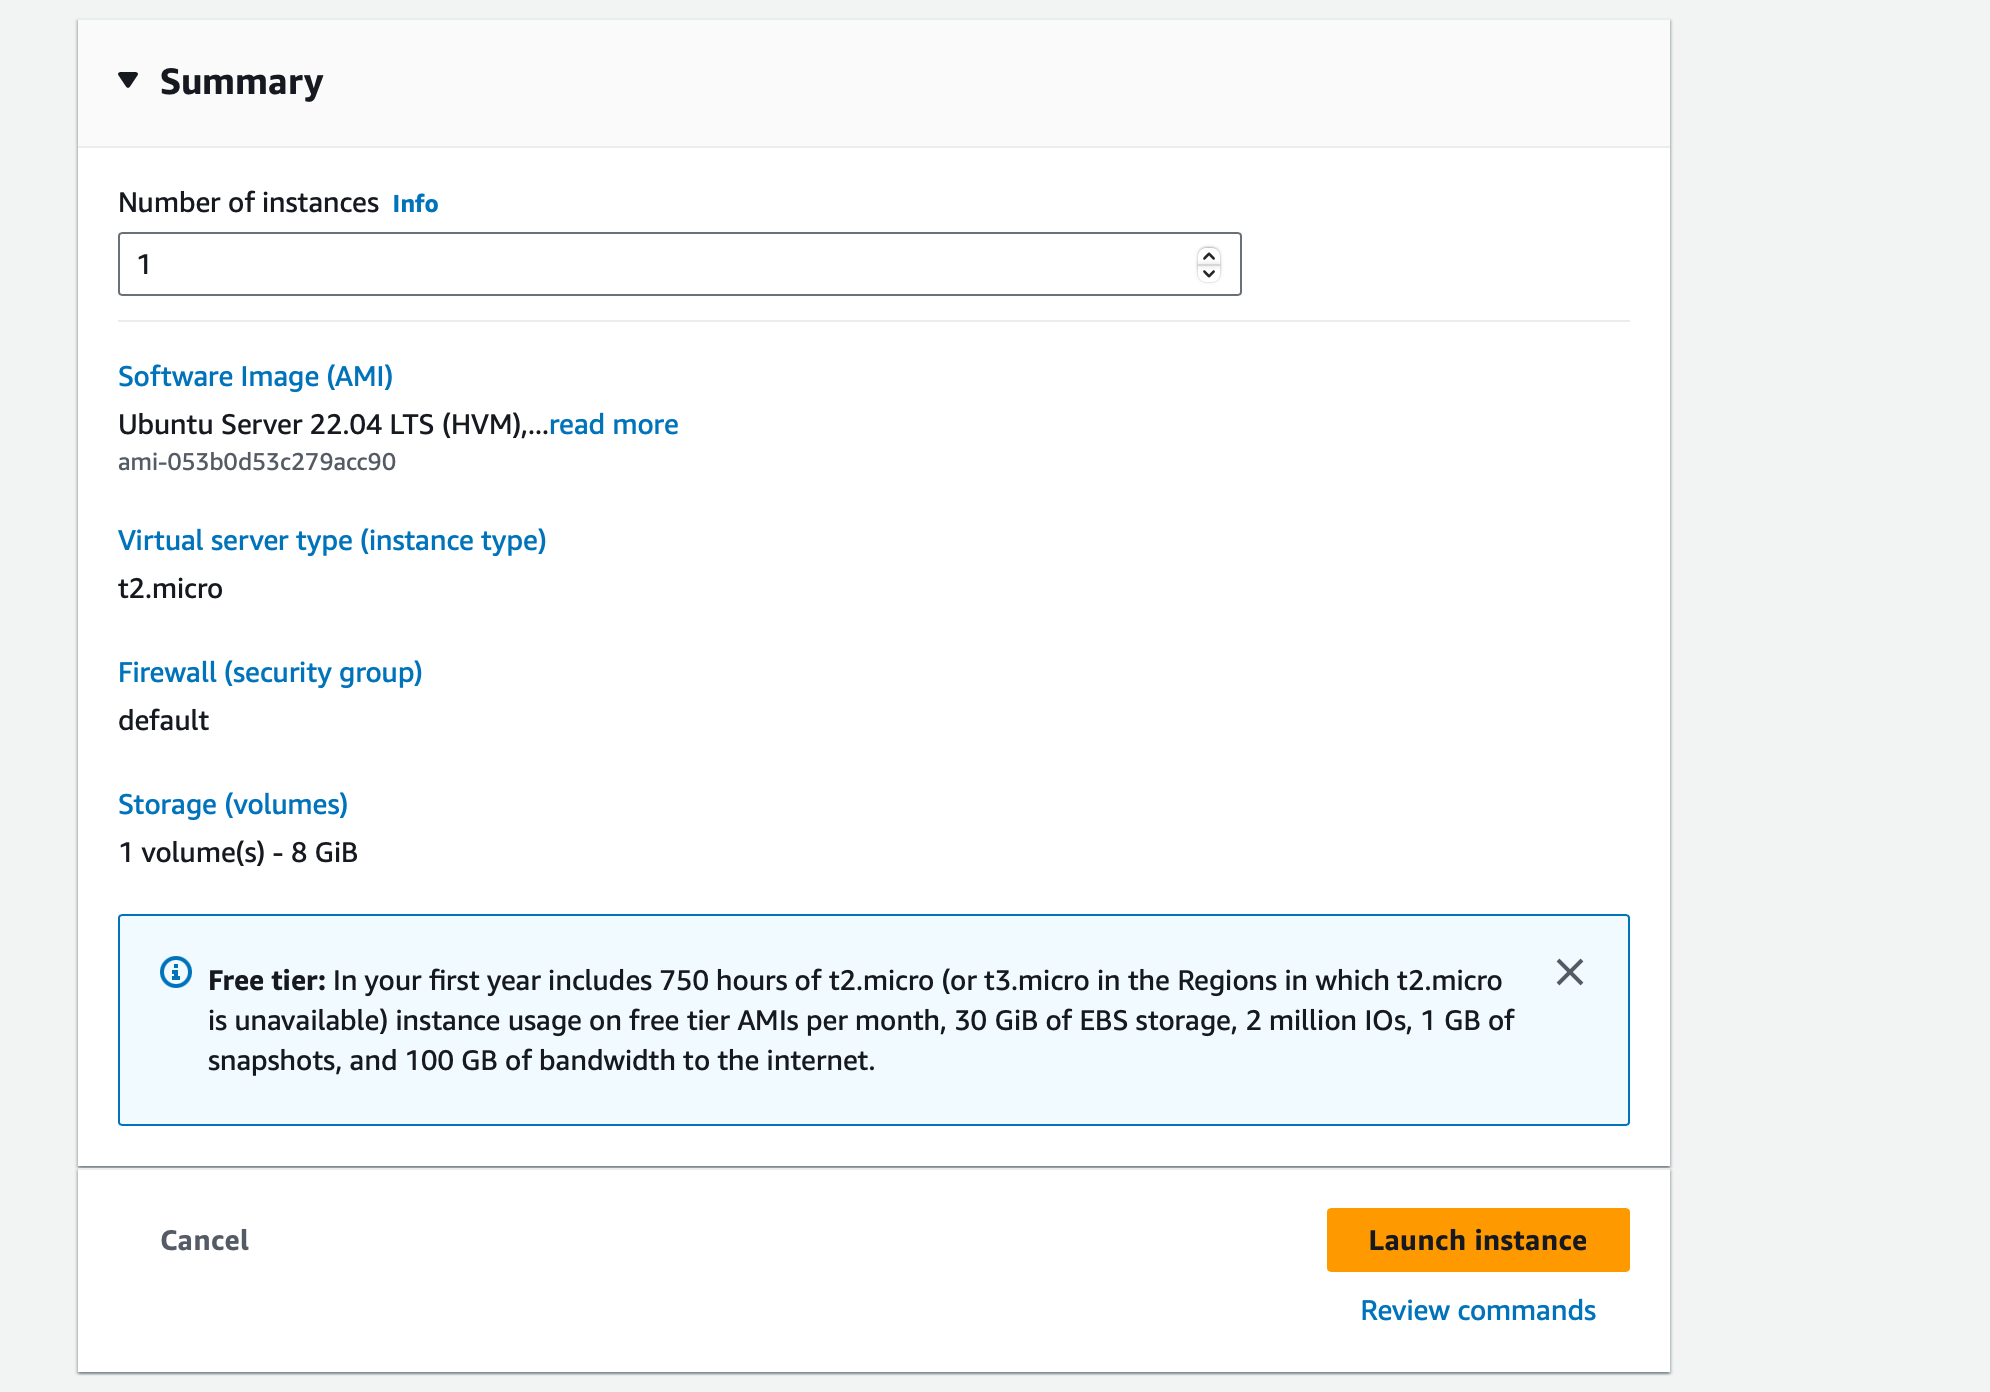 Summary
Number of instances Info
1
Software Image (AMI)
Ubuntu Server 22.04 LTS (HVM),...read more
ami-053b0d53c279acc90
Virtual server type (instance type)
t2.micro
Firewall (security group)
default
Storage (volumes)
1 volume(s) - 8 GiB
Free tier: In your first year includes 750 hours of t2.micro (or t3.micro in the Regions in which t2.micro
is unavailable) instance usage on free tier AMIs per month, 30 GiB of EBS storage, 2 million IOs, 1 GB of
snapshots, and 100 GB of bandwidth to the internet.
Cancel
Launch instance
Review commands